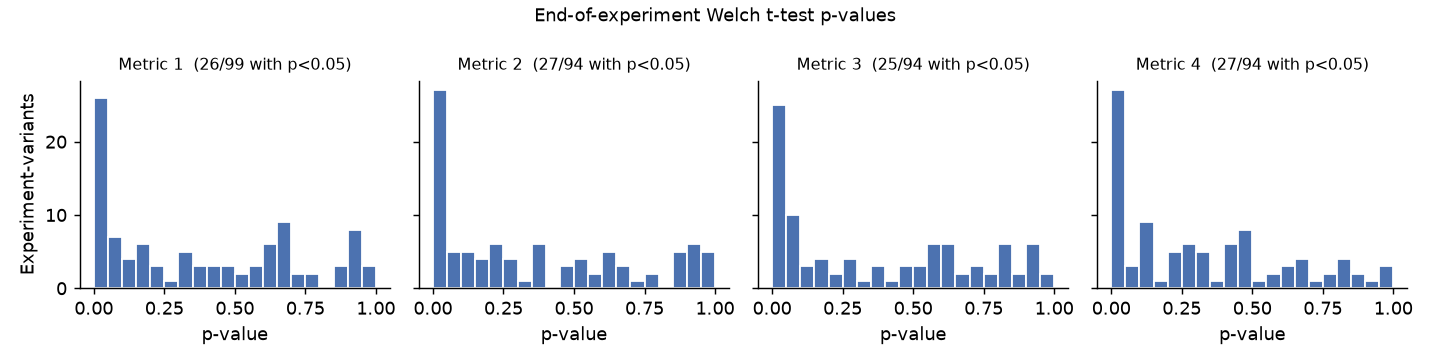 End-of-experiment Welch t-test p-values
Metric 1 (26/99 with p<0.05)
Metric 2 (27/94 with p<0.05)
Metric 3 (25/94 with p<0.05)
Metric 4 (27/94 with p<0.05)
Experiment-variants
20
10
0
0.00 0.25 0.50 0.75 1.00
0.00 0.25 0.50 0.75 1.00
0.00 0.25 0.50 0.75 1.00
0.00 0.25 0.50 0.75 1.00
p-value
p-value
p-value
p-value